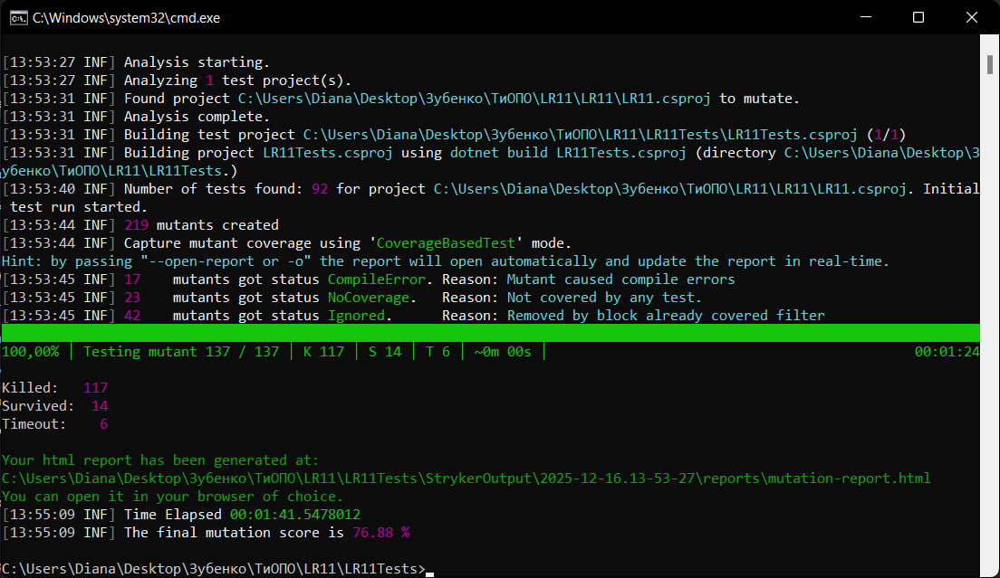 C:\Windows\system32\cmd.exe
[13:53:27 INF] Analysis starting.
[13:53:27 INF] Analyzing 1 test project(s).
[13:53:31 INF] Found project C:\Users\Diana\Desktop\Зубенко\ТиОПО\LR11\LR11\LR11.csproj to mutate.
[13:53:31 INF] Analysis complete.
[13:53:31 INF] Building test project C:\Users\Diana\Desktop\Зубенко\ТиОПО\LR11\LR11Tests\LR11Tests.csproj (1/1)
[13:53:31 INF] Building project LR11Tests.csproj using dotnet build LR11Tests.csproj (directory C:\Users\Diana\Desktop\З
убенко\ТиОПО\LR11\LR11Tests.)
[13:53:40 INF] Number of tests found: 92 for project C:\Users\Diana\Desktop\Зубенко\ТиОПО\LR11\LR11\LR11.csproj. Initial
 test run started.
[13:53:44 INF] 219 mutants created
[13:53:44 INF] Capture mutant coverage using 'CoverageBasedTest' mode.
Hint: by passing "--open-report or -o" the report will open automatically and update the report in real-time.
[13:53:45 INF] 17    mutants got status CompileError. Reason: Mutant caused compile errors
[13:53:45 INF] 23    mutants got status NoCoverage.   Reason: Not covered by any test.
[13:53:45 INF] 42    mutants got status Ignored.      Reason: Removed by block already covered filter
100,00% │ Testing mutant 137 / 137 │ K 117 │ S 14 │ T 6 │ ~0m 00s │ 00:01:24
Killed:   117
Survived:  14
Timeout:    6
Your html report has been generated at:
C:\Users\Diana\Desktop\Зубенко\ТиОПО\LR11\LR11Tests\StrykerOutput\2025-12-16.13-53-27\reports\mutation-report.html
You can open it in your browser of choice.
[13:55:09 INF] Time Elapsed 00:01:41.5478012
[13:55:09 INF] The final mutation score is 76.88 %
C:\Users\Diana\Desktop\Зубенко\ТиОПО\LR11\LR11Tests>